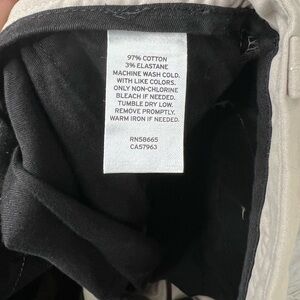 97% COTTON
3% ELASTANE
MACHINE WASH COLD.
WITH LIKE COLORS.
ONLY NON-CHLORINE
BLEACH IF NEEDED.
TUMBLE DRY LOW.
REMOVE PROMPTLY.
WARM IRON IF NEEDED.
RN58665
CA57963